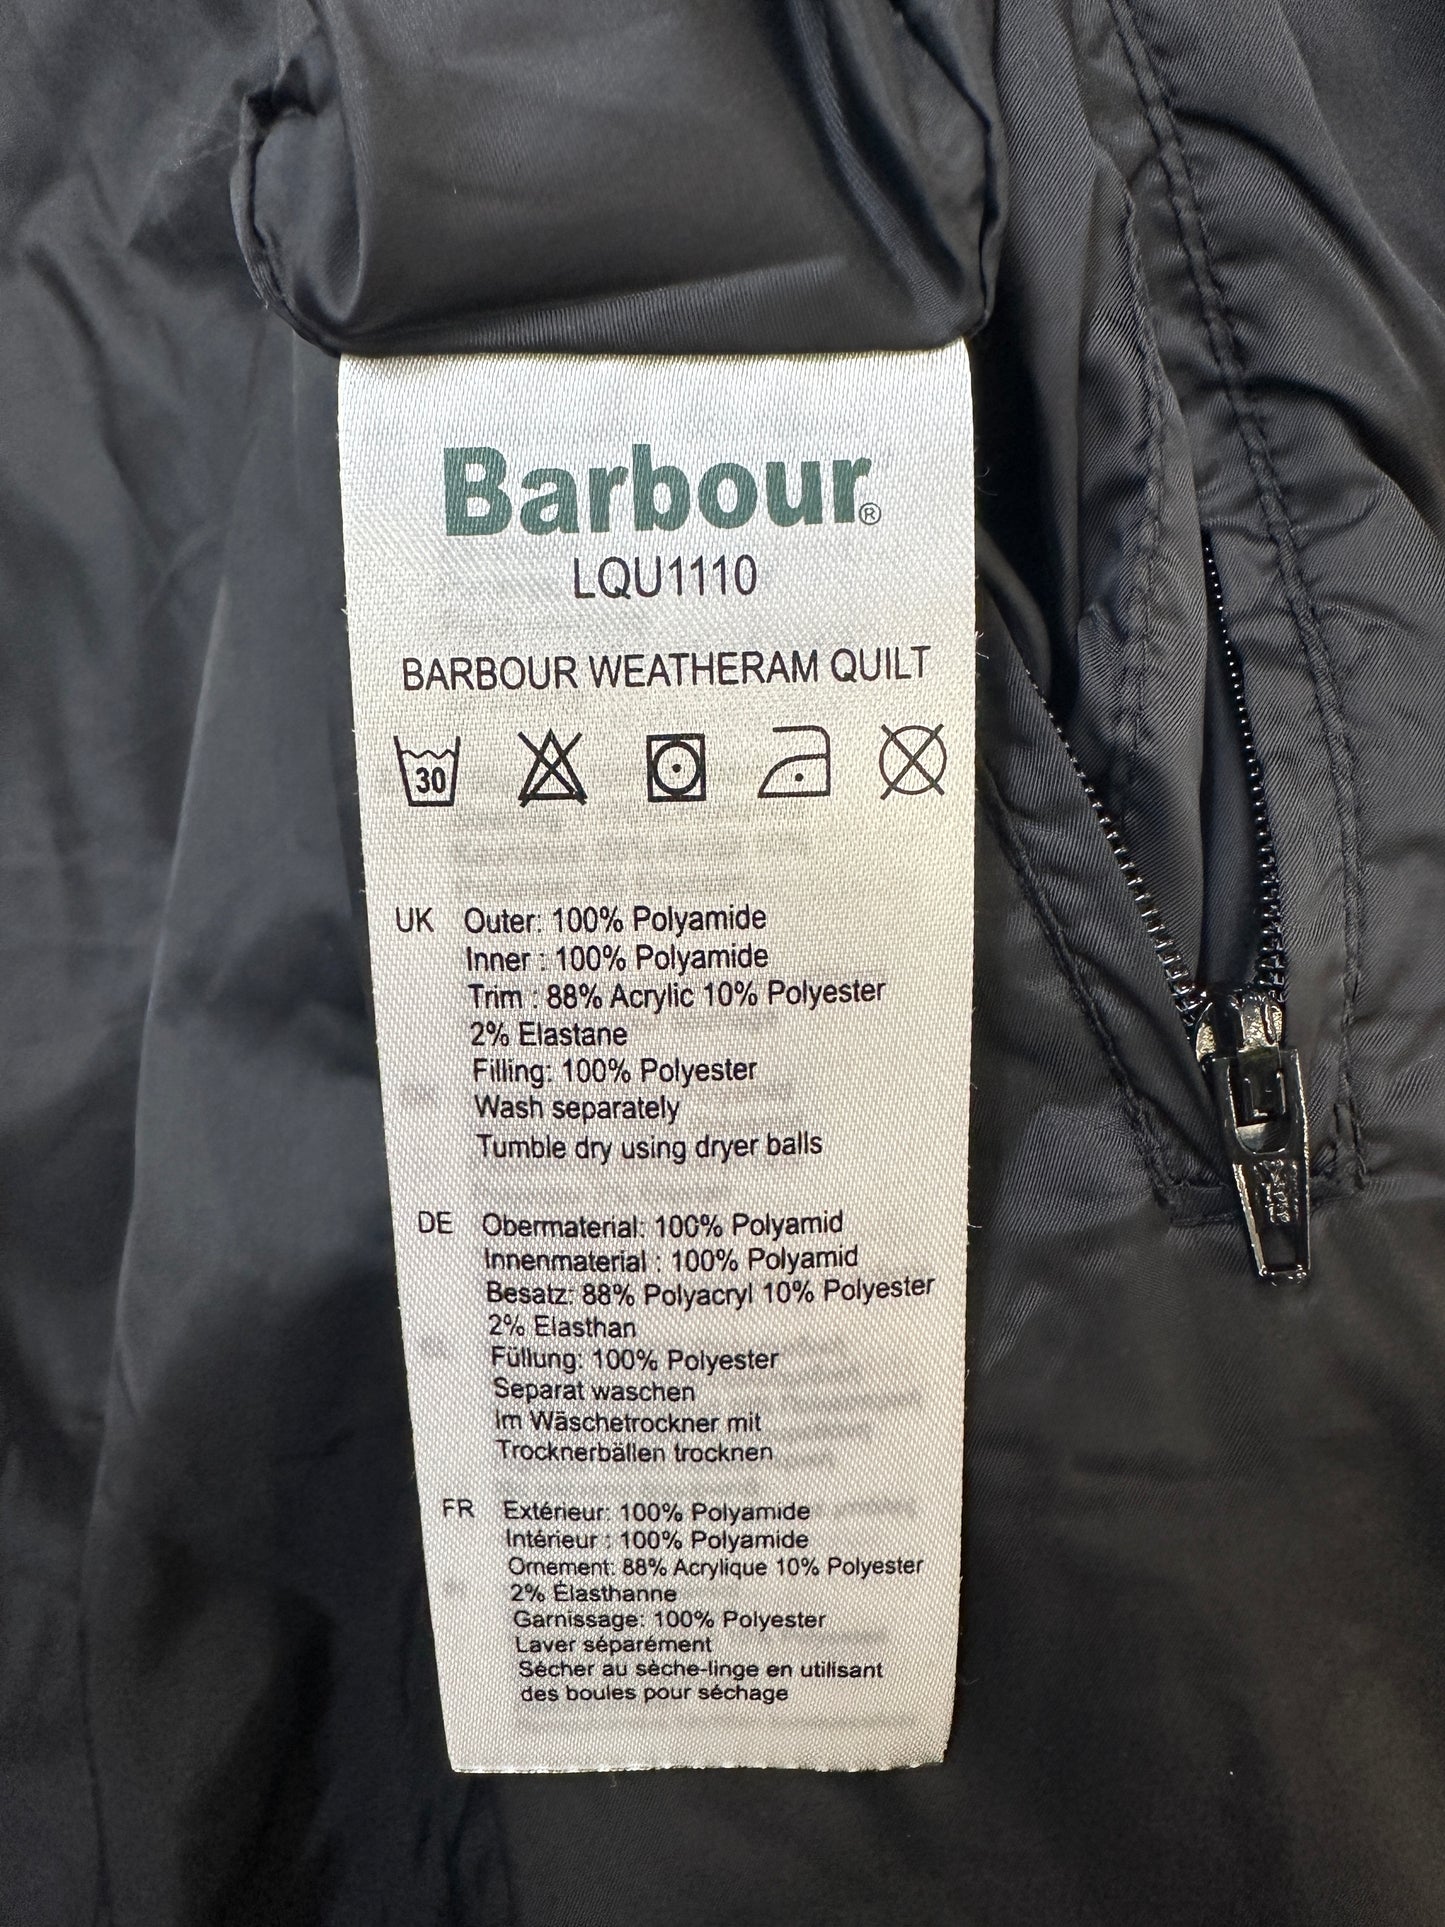 Barbour®
LQU1110
BARBOUR WEATHERAM QUILT
30
UK Outer: 100% Polyamide
Inner : 100% Polyamide
Trim : 88% Acrylic 10% Polyester
2% Elastane
Filling: 100% Polyester
Wash separately
Tumble dry using dryer balls
DE Obermaterial: 100% Polyamid
Innenmaterial : 100% Polyamid
Besatz: 88% Polyacryl 10% Polyester
2% Elasthan
Füllung: 100% Polyester
Separat waschen
Im Wäschetrockner mit
Trocknerbällen trocknen
FR Extérieur: 100% Polyamide
Intérieur : 100% Polyamide
Ornement: 88% Acrylique 10% Polyester
2% Élasthanne
Garnissage: 100% Polyester
Laver séparément
Sécher au sèche-linge en utilisant
des boules pour séchage